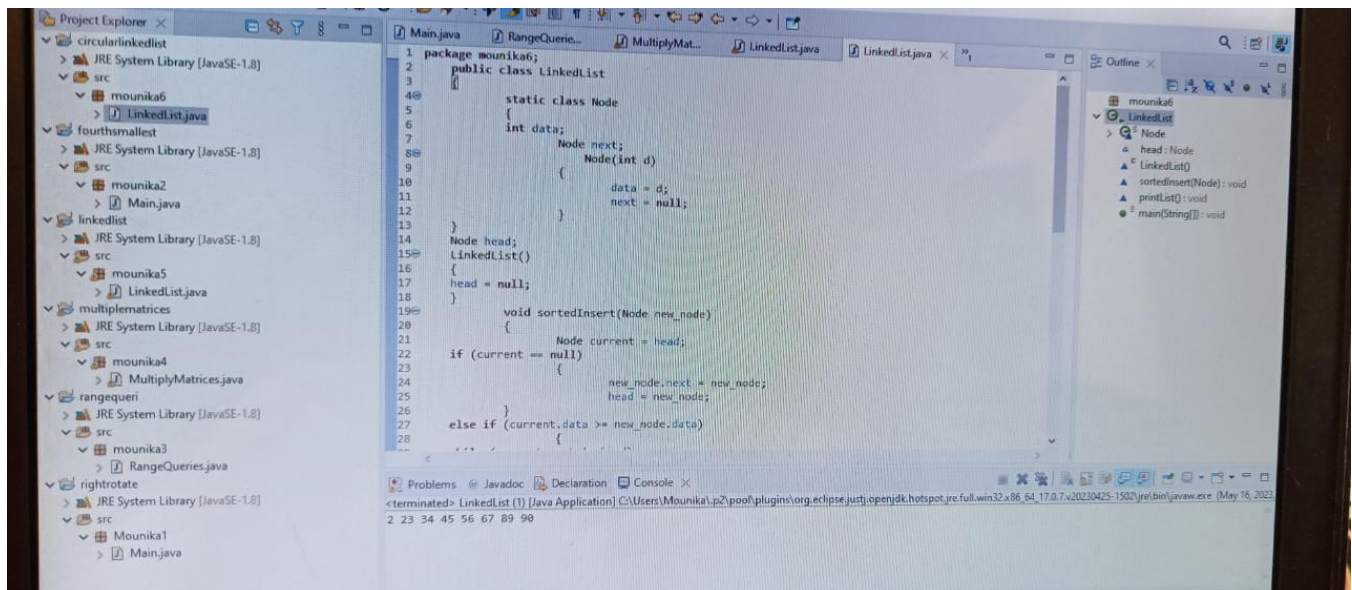 Project Explorer
circularlinkedlist
JRE System Library [JavaSE-1.8]
src
mounika6
LinkedList.java
fourthsmallest
JRE System Library [JavaSE-1.8]
src
mounika2
Main.java
linkedlist
JRE System Library [JavaSE-1.8]
src
mounika5
LinkedList.java
multiplematrices
JRE System Library [JavaSE-1.8]
src
mounika4
MultiplyMatrices.java
rangequeri
JRE System Library [JavaSE-1.8]
src
mounika3
RangeQueries.java
rightrotate
JRE System Library [JavaSE-1.8]
src
Mounika1
Main.java
Main.java RangeQuerie... MultiplyMat... LinkedList.java LinkedList.java
1 package mounika6;
2 public class LinkedList
3 {
4 static class Node
5 {
6 int data;
7 Node next;
8 Node(int d)
9 {
10 data = d;
11 next = null;
12 }
13 }
14 Node head;
15 LinkedList()
16 {
17 head = null;
18 }
19 void sortedInsert(Node new_node)
20 {
21 Node current = head;
22 if (current == null)
23 {
24 new_node.next = new_node;
25 head = new_node;
26 }
27 else if (current.data >= new_node.data)
28 {
Outline
mounika6
LinkedList
Node
head : Node
LinkedList()
sortedInsert(Node) : void
printList() : void
main(String[]) : void
Problems Javadoc Declaration Console
<terminated> LinkedList (1) [Java Application] C:\Users\Mounika\.p2\pool\plugins\org.eclipse.justj.openjdk.hotspot.jre.full.win32.x86_64_17.0.7.v20230425-1502\jre\bin\javaw.exe (May 16, 2023,
2 23 34 45 56 67 89 90